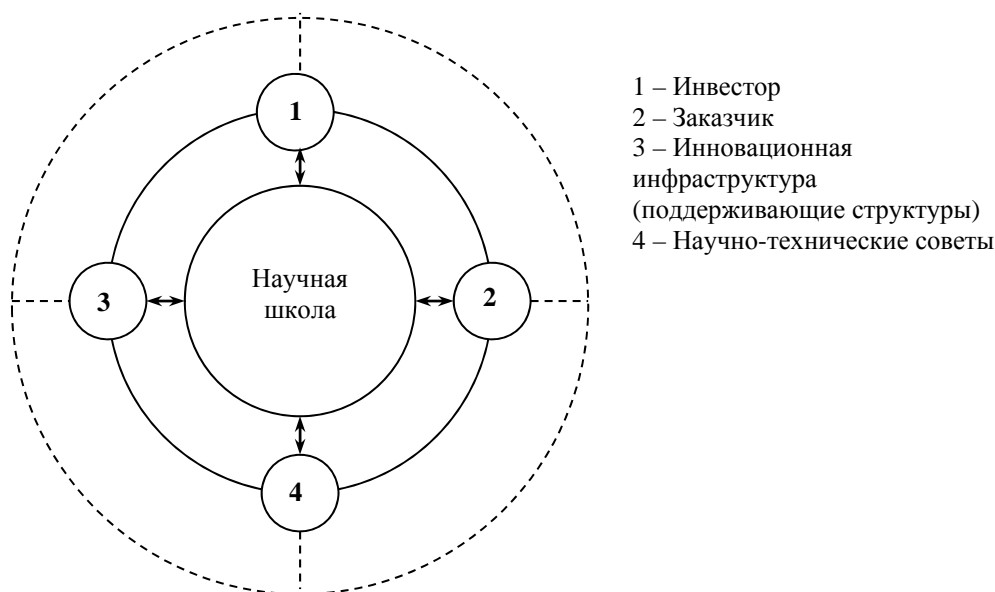 1
1 – Инвестор
2 – Заказчик
3 – Инновационная
инфраструктура
(поддерживающие структуры)
4 – Научно-технические советы
3
Научная
школа
2
4